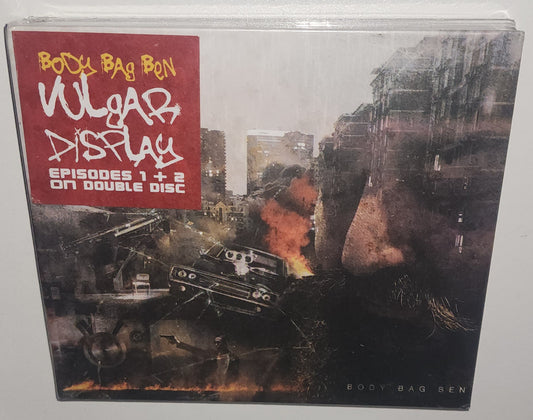 BODY BAG BEN
VULgAR
DISPLAY
EPISODES 1 + 2
ON DOUBLE DISC
BODY BAG BEN